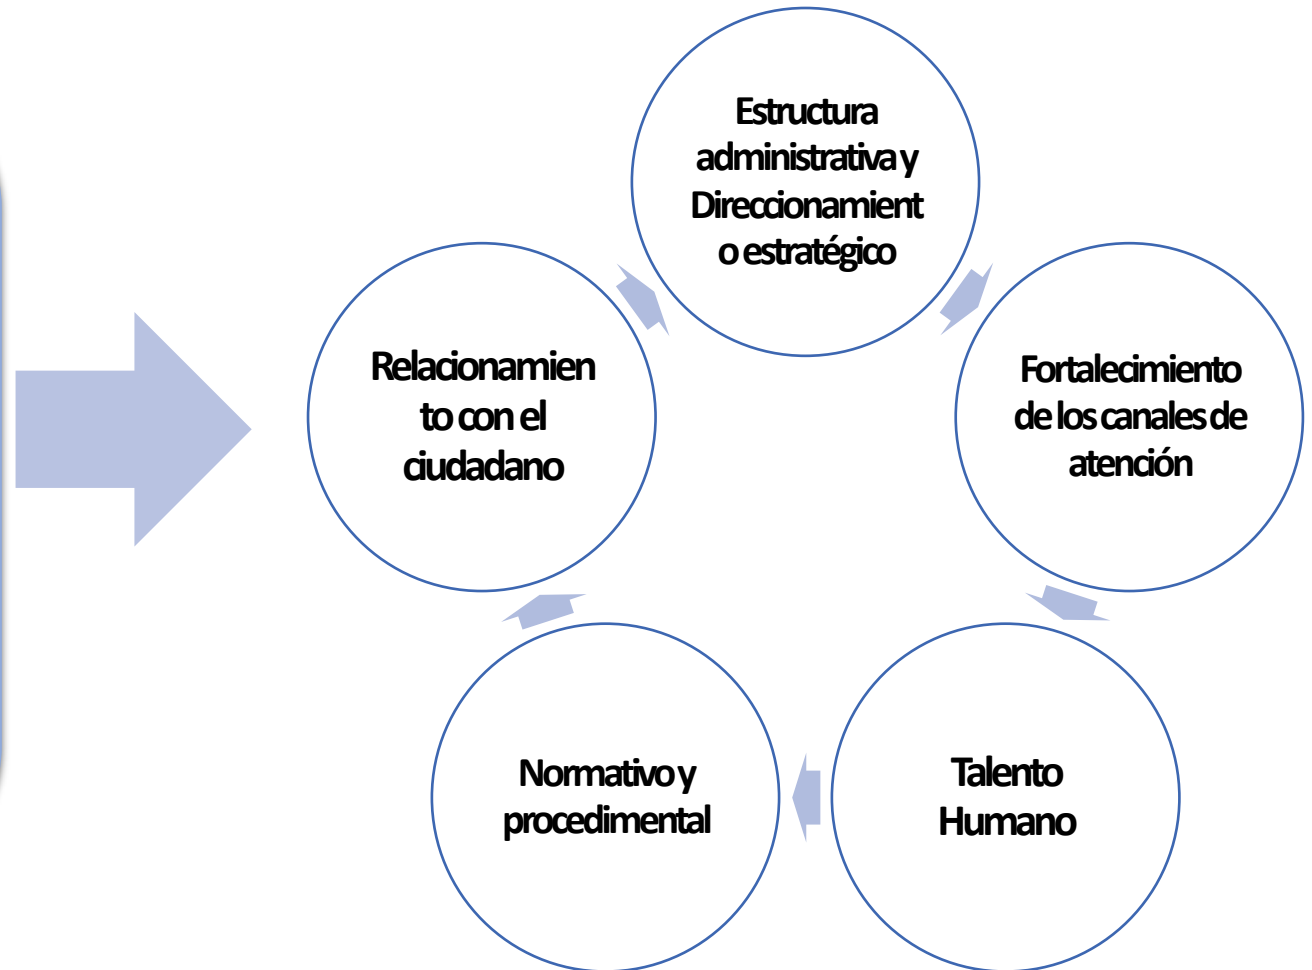 Estructura
administrativa y
Direccionamient
o estratégico
Relacionamien
to con el
ciudadano
Fortalecimiento
de los canales de
atención
Normativo y
procedimental
Talento
Humano